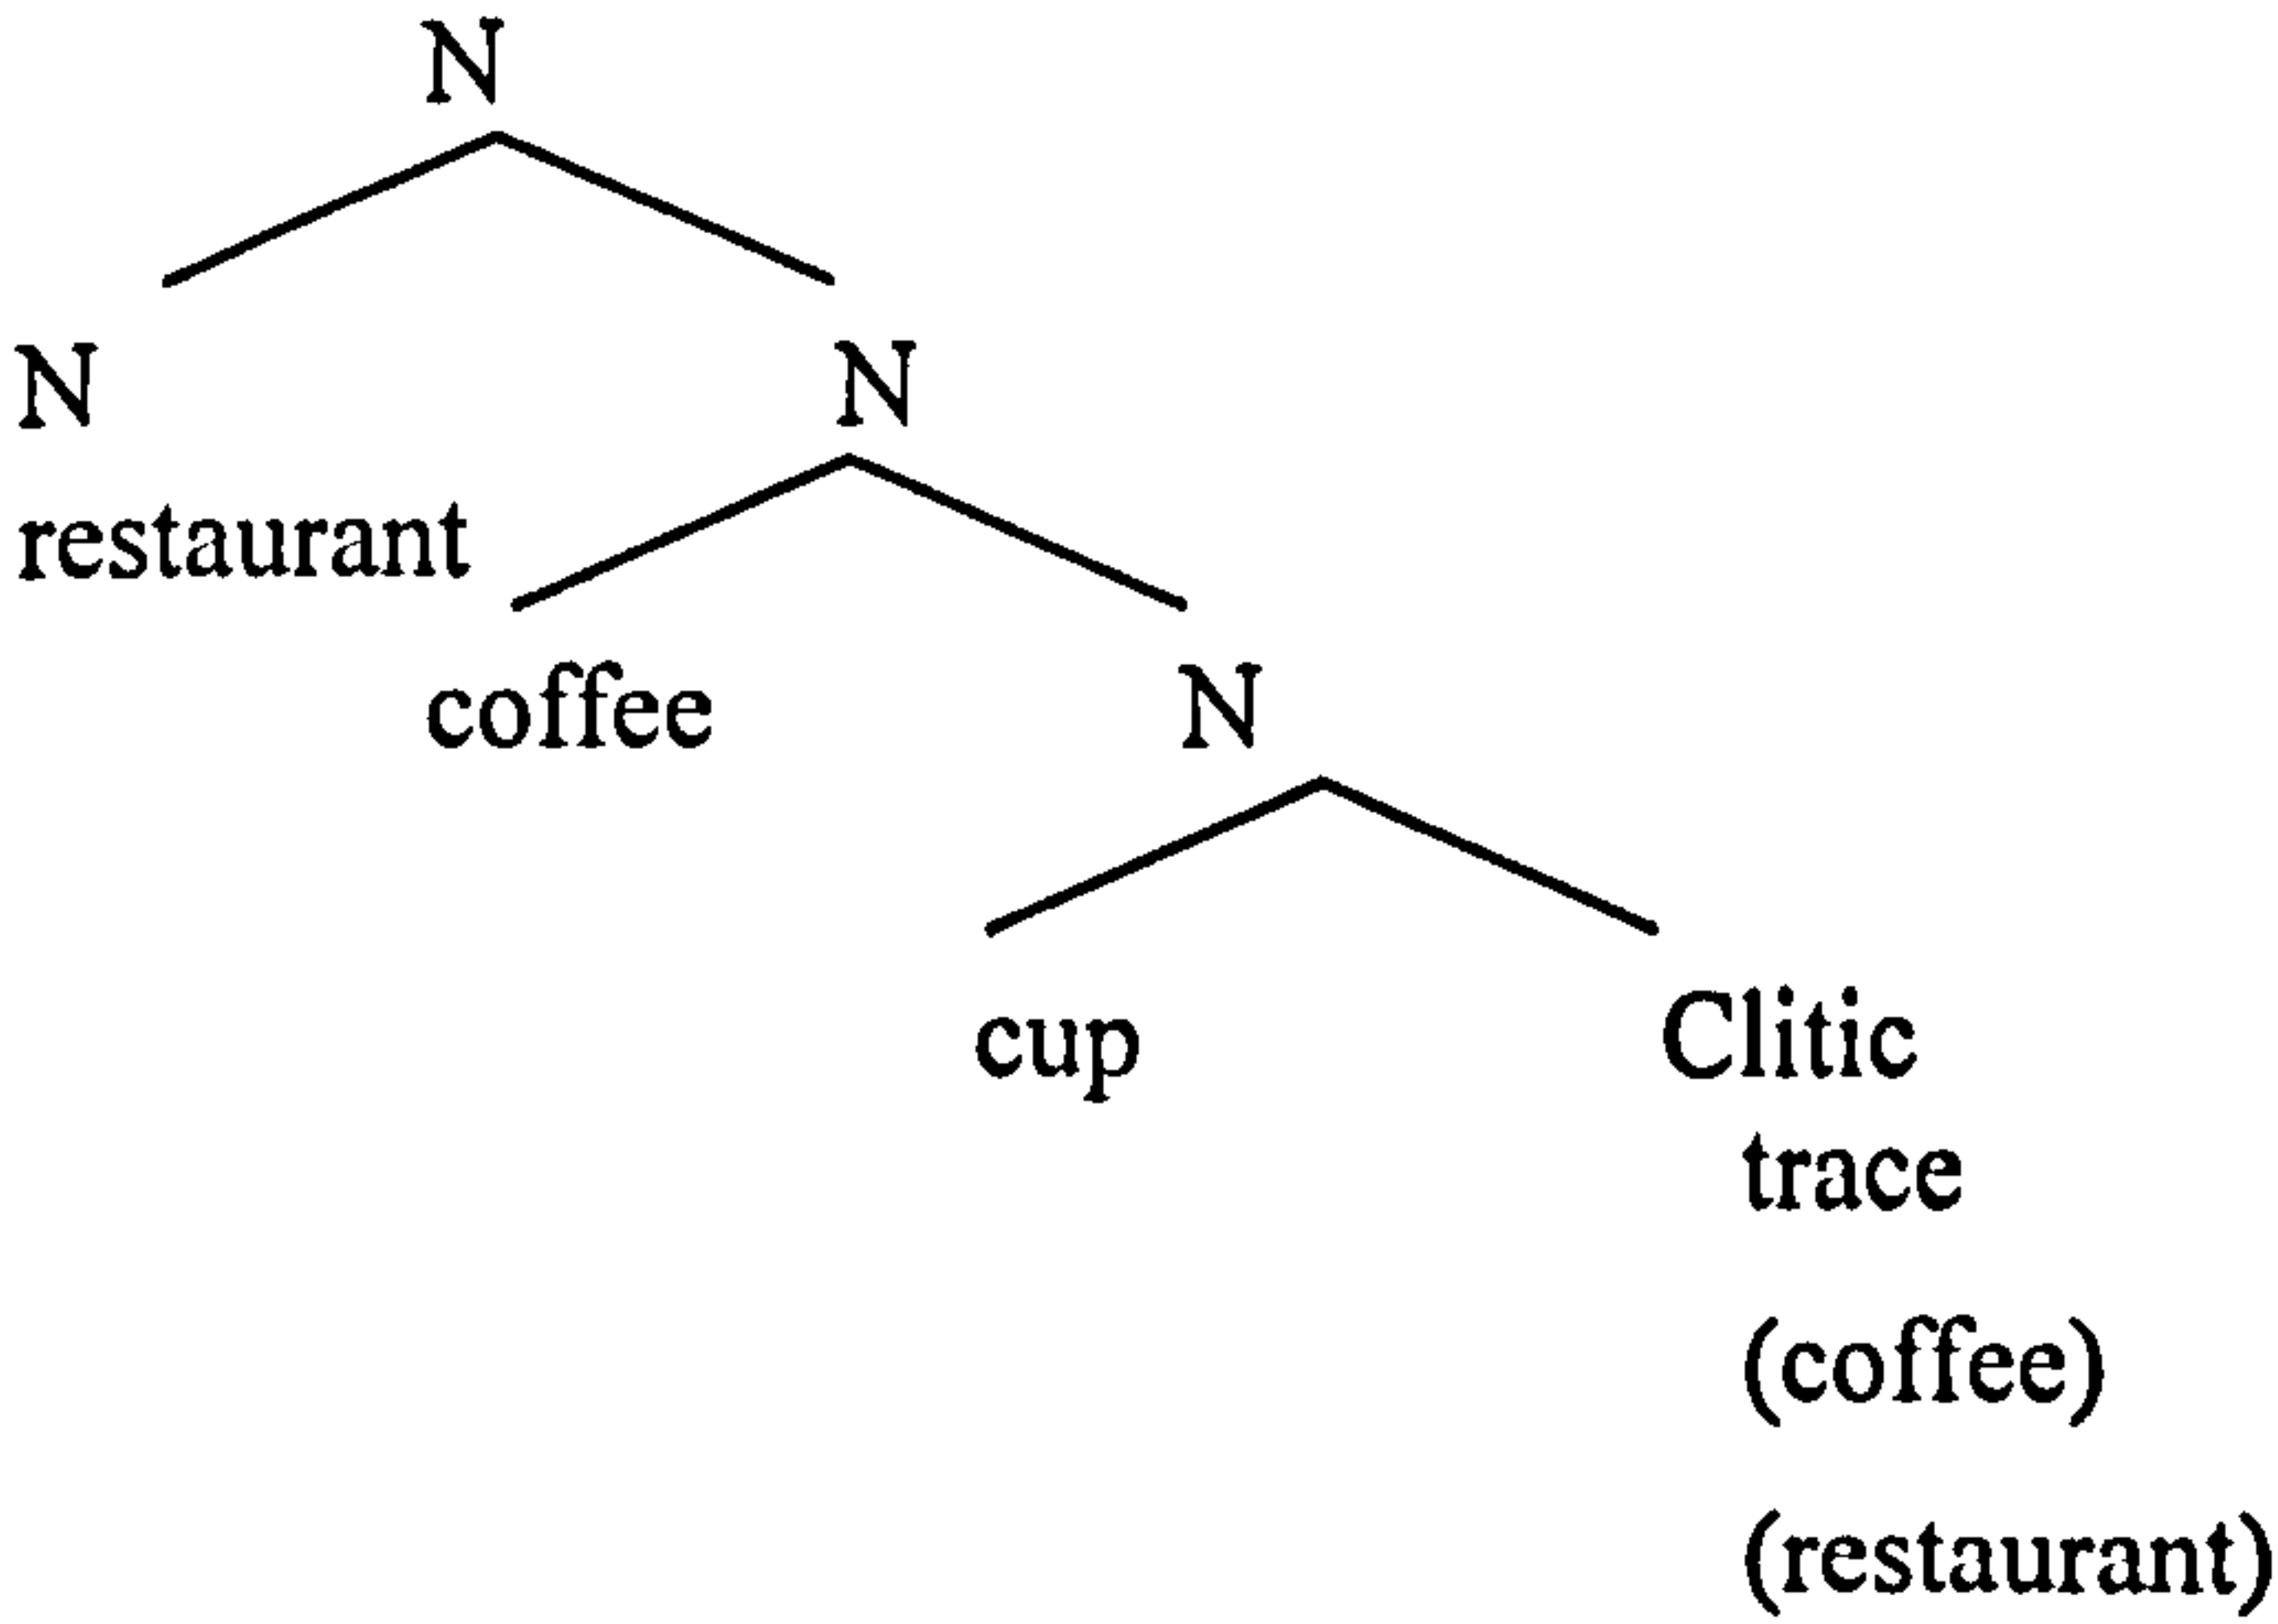 N
N N
restaurant
coffee N
cup Clitic
trace
(coffee)
(restaurant)